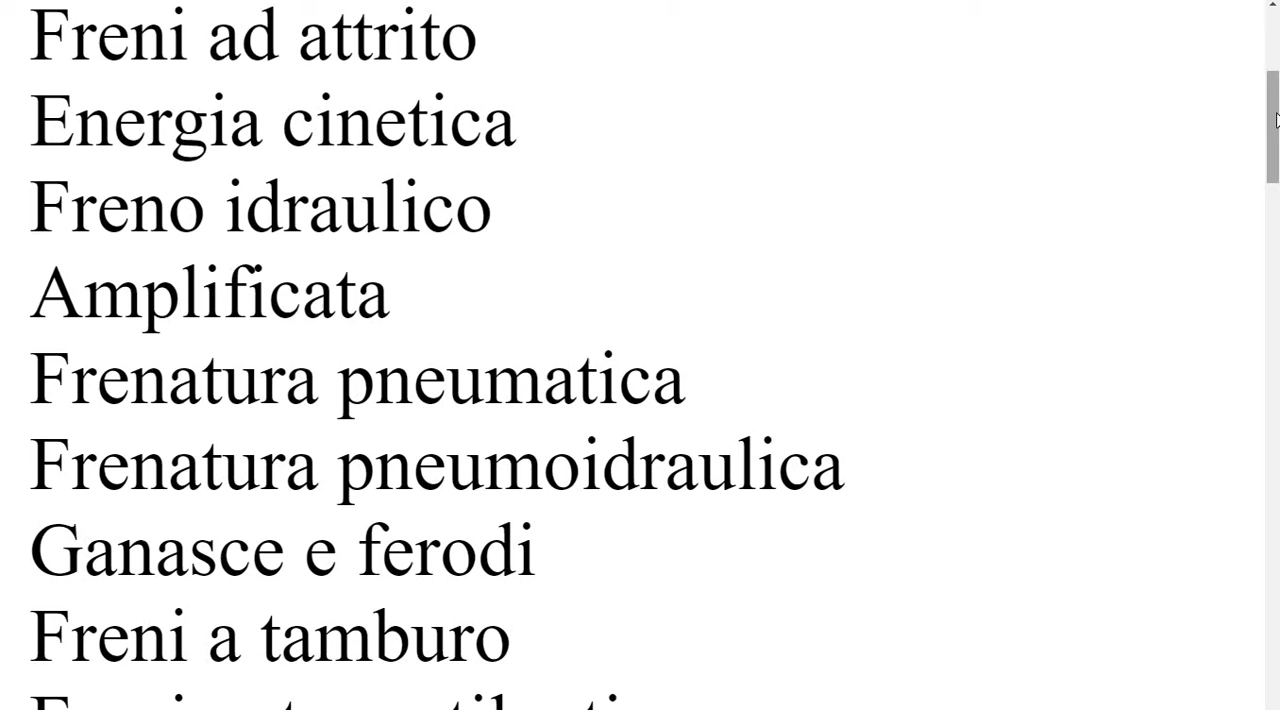 Freni ad attrito
Energia cinetica
Freno idraulico
Amplificata
Frenatura pneumatica
Frenatura pneumoidraulica
Ganasce e ferodi
Freni a tamburo